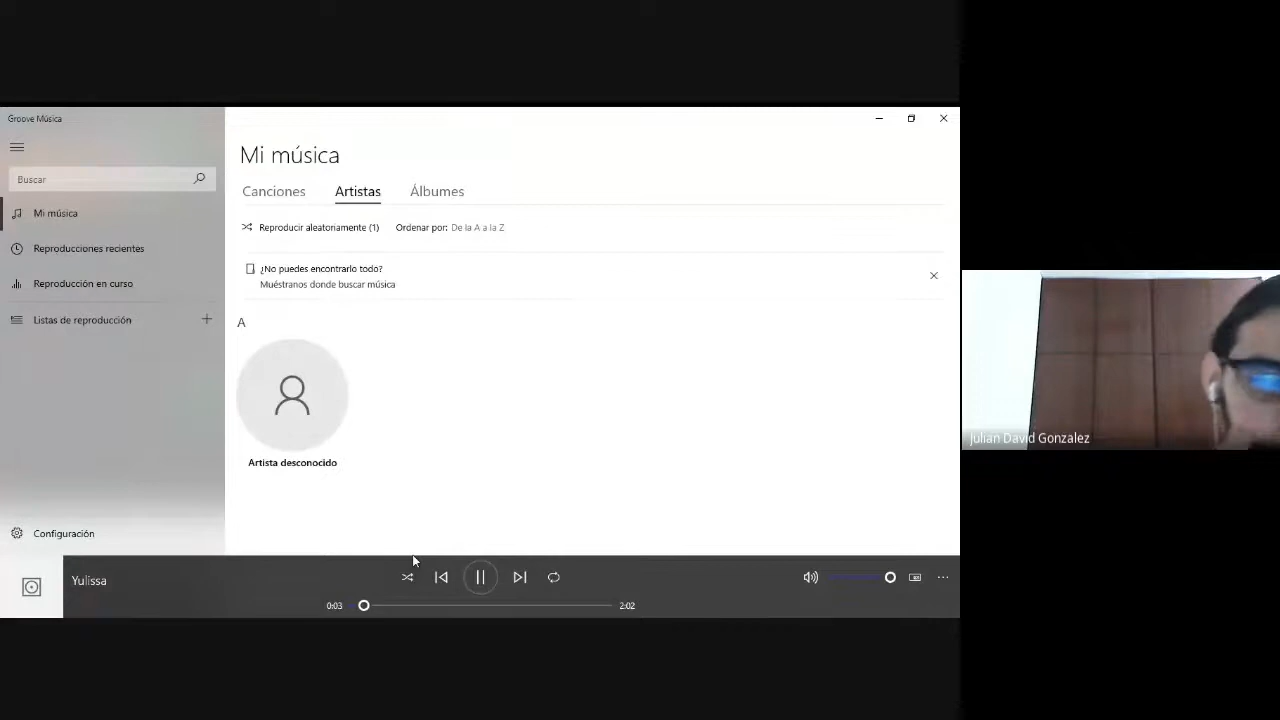 Groove Música
Buscar
Mi música
Reproducciones recientes
Reproducción en curso
Listas de reproducción
Configuración
Mi música
Canciones
Artistas
Álbumes
Reproducir aleatoriamente (1)
Ordenar por: De la A a la Z
¿No puedes encontrarlo todo?
Muéstranos donde buscar música
A
Artista desconocido
Yulissa
0:03
2:02
Julian David Gonzalez